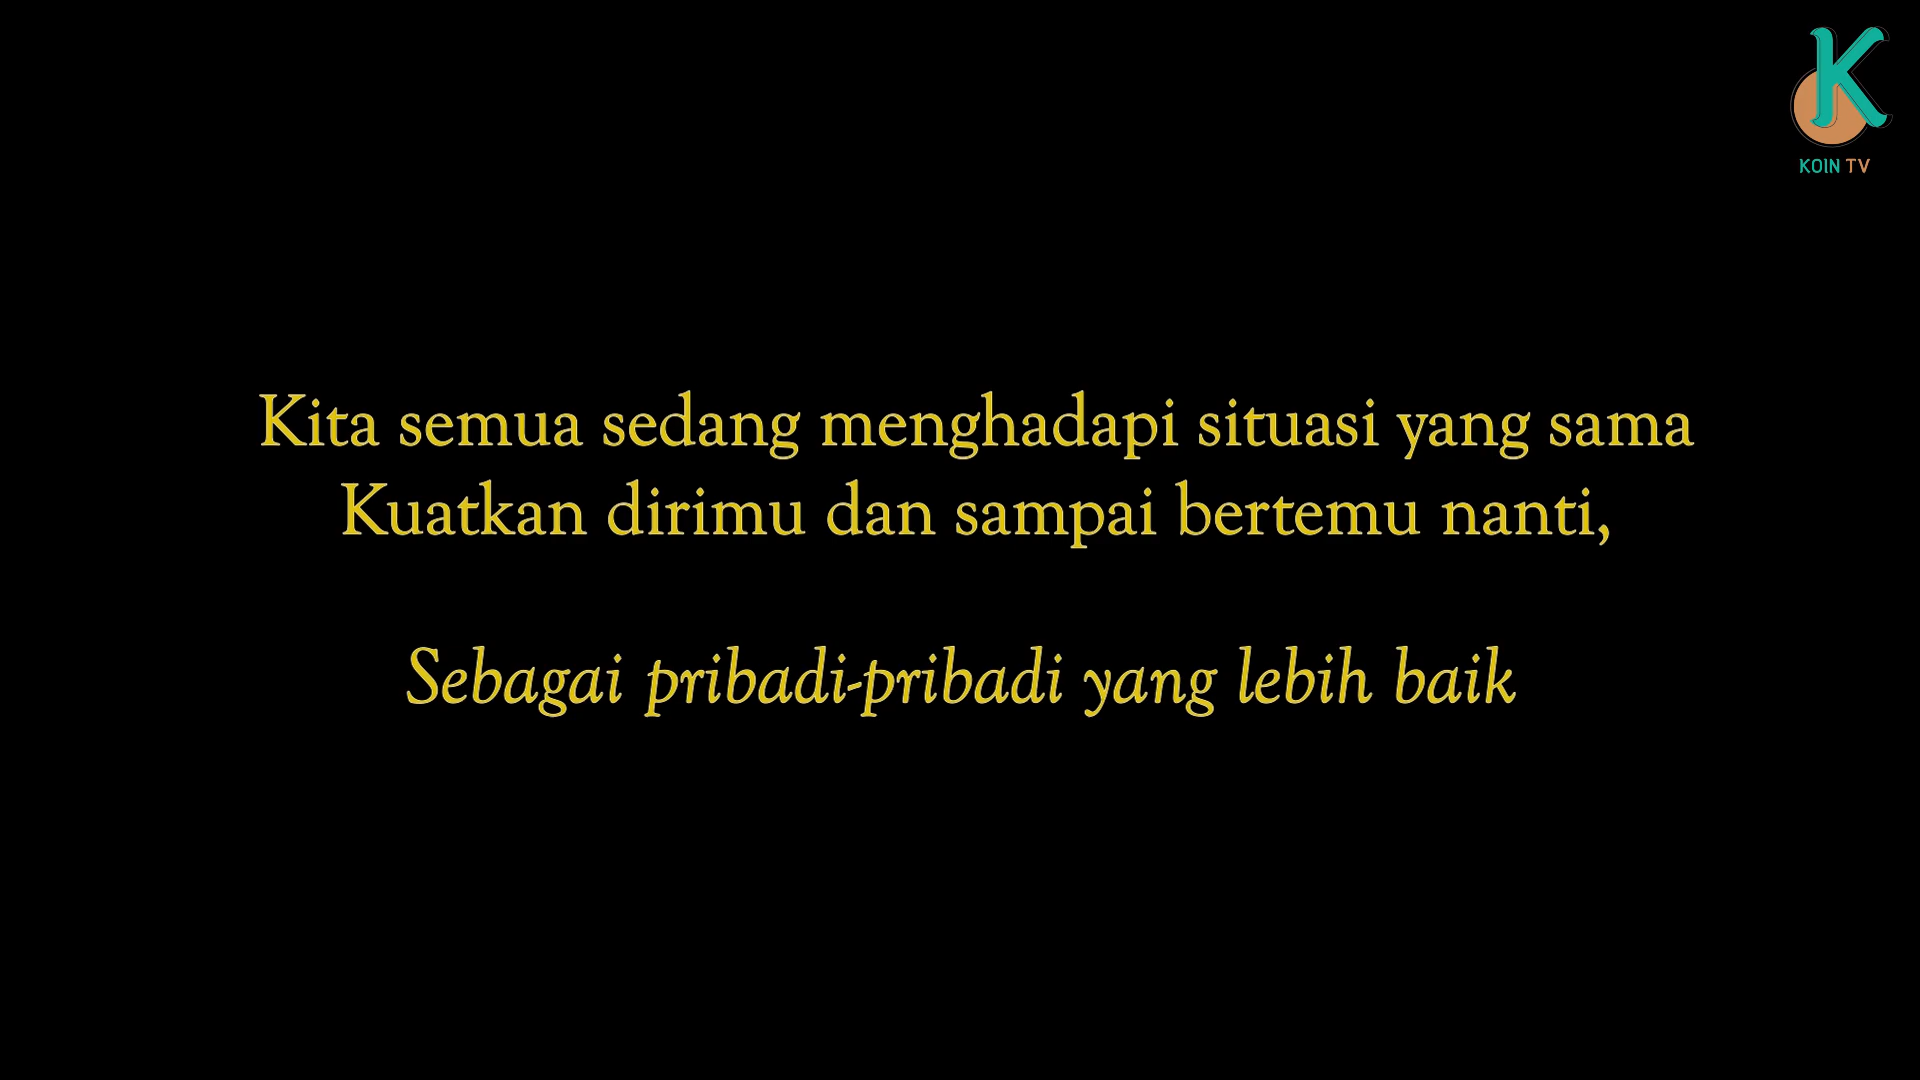 K
KOIN TV
Kita semua sedang menghadapi situasi yang sama
Kuatkan dirimu dan sampai bertemu nanti,
Sebagai pribadi-pribadi yang lebih baik